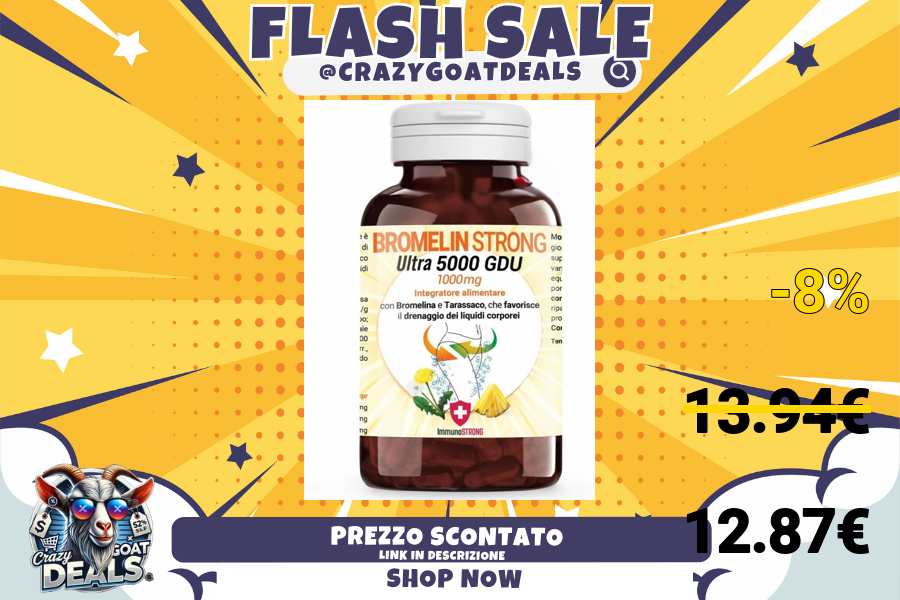 FLASH SALE
@CRAZYGOATDEALS
BROMELIN STRONG
Ultra 5000 GDU
1000mg
Integratore alimentare
con Bromelina e Tarassaco, che favorisce
il drenaggio dei liquidi corporei
ImmunoSTRONG
-8%
13.94€
12.87€
PREZZO SCONTATO
LINK IN DESCRIZIONE
SHOP NOW
$
52%
Crazy
GOAT
DEALS